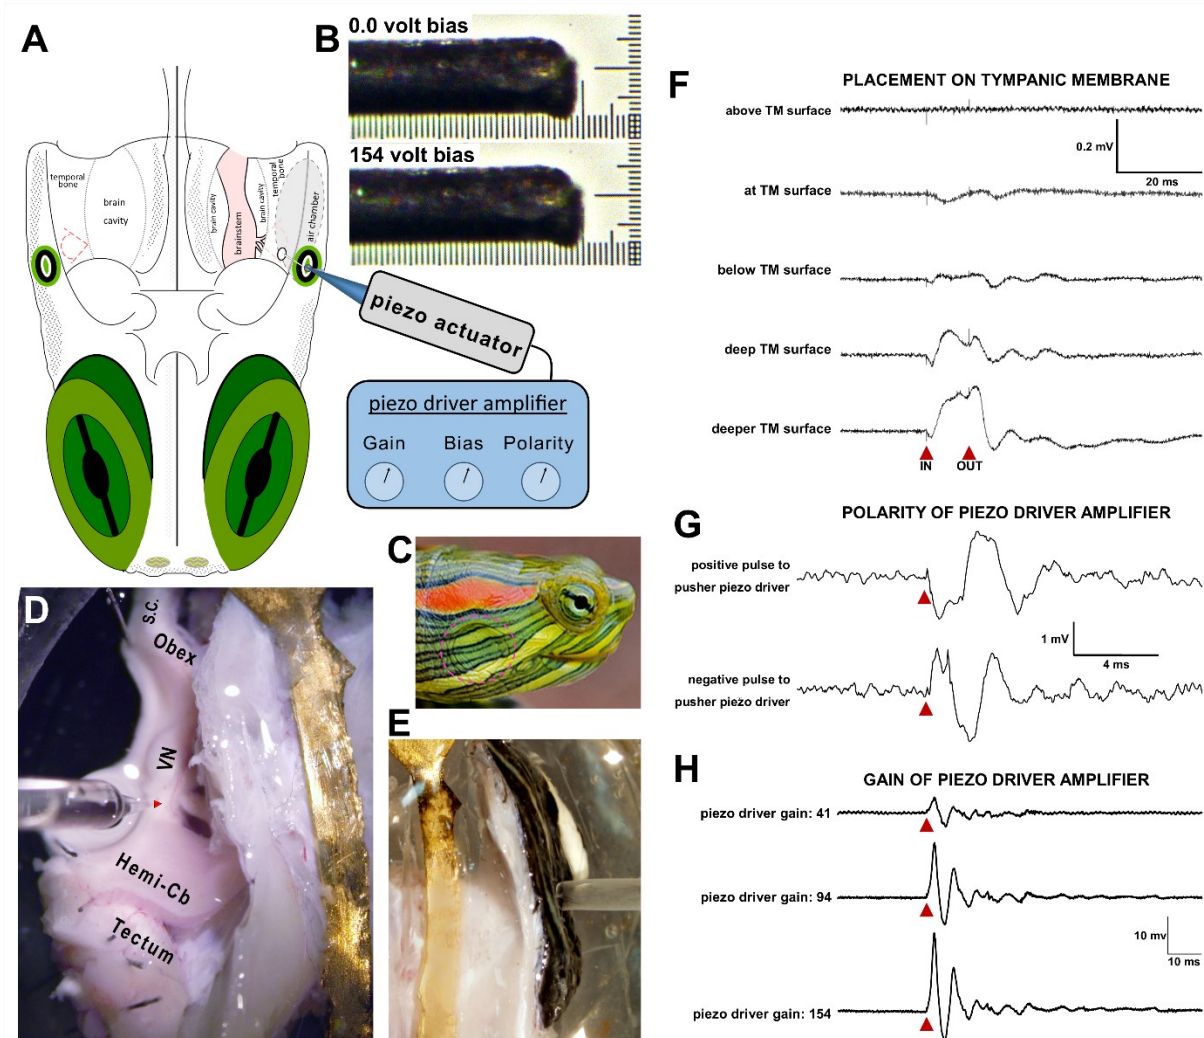 A
temporal
bone
brain
cavity
brain cavity
brainstem
brain cavity
temporal
bone
air chamber
piezo actuator
piezo driver amplifier
Gain Bias Polarity
B
0.0 volt bias
154 volt bias
C
D
S.C.
Obex
VN
Hemi-Cb
Tectum
E
F
PLACEMENT ON TYMPANIC MEMBRANE
above TM surface
0.2 mV
20 ms
at TM surface
below TM surface
deep TM surface
deeper TM surface
IN OUT
G
POLARITY OF PIEZO DRIVER AMPLIFIER
positive pulse to
pusher piezo driver
1 mV
4 ms
negative pulse to
pusher piezo driver
H
GAIN OF PIEZO DRIVER AMPLIFIER
piezo driver gain: 41
piezo driver gain: 94
10 mv
10 ms
piezo driver gain: 154